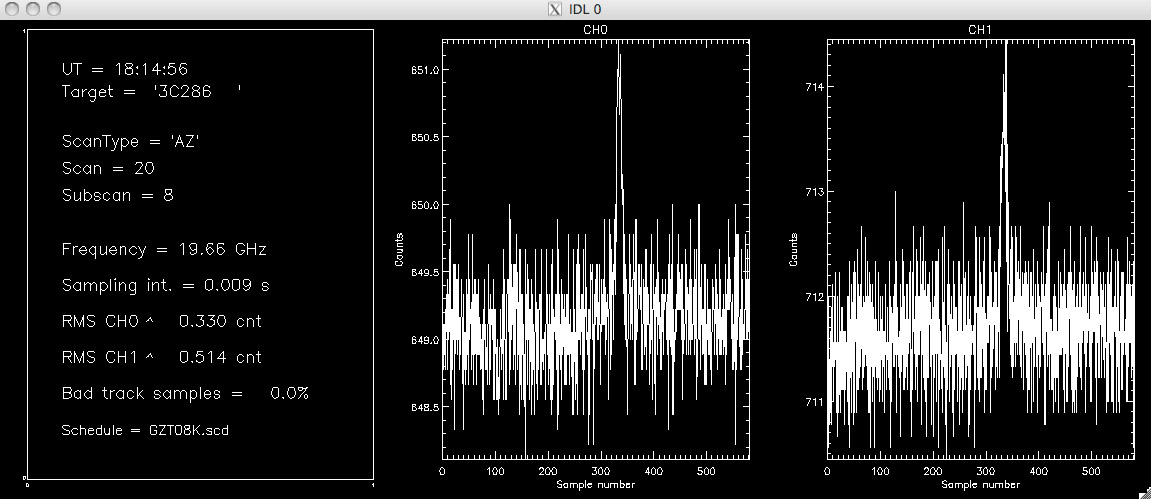 IDL 0
1
UT = 18:14:56
Target = '3C286 '
ScanType = 'AZ'
Scan = 20
Subscan = 8
Frequency = 19.66 GHz
Sampling int. = 0.009 s
RMS CH0 ^ 0.330 cnt
RMS CH1 ^ 0.514 cnt
Bad track samples = 0.0%
Schedule = GZT08K.scd
0
0 1
CH0
Counts
651.0
650.5
650.0
649.5
649.0
648.5
0 100 200 300 400 500
Sample number
CH1
Counts
714
713
712
711
0 100 200 300 400 500
Sample number